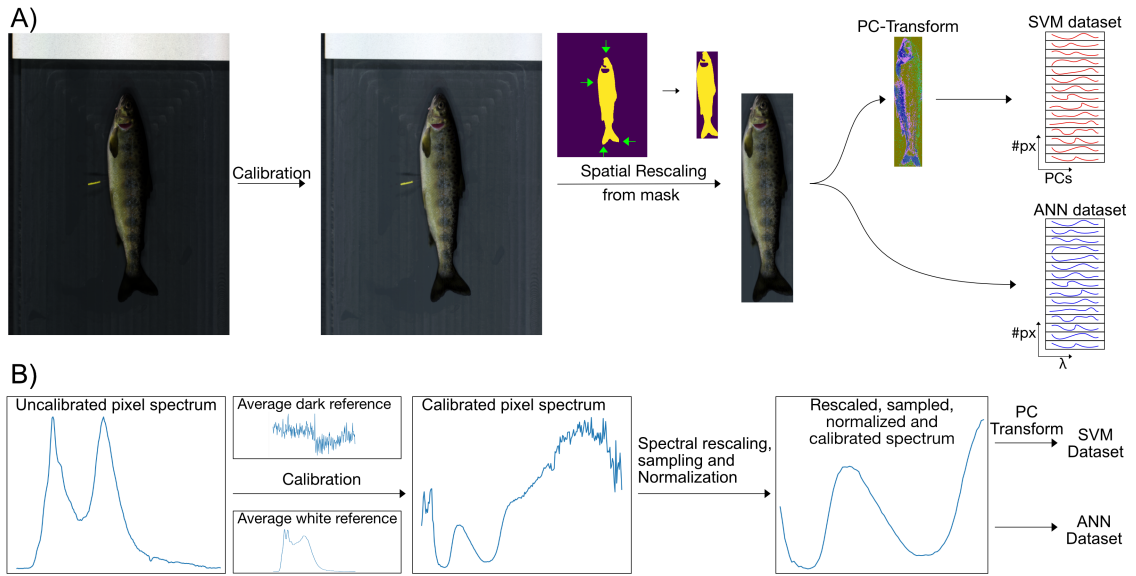 A)
Calibration
Spatial Rescaling
from mask
PC-Transform
SVM dataset
#px
PCs
ANN dataset
#px
λ
B)
Uncalibrated pixel spectrum
Average dark reference
Calibration
Average white reference
Calibrated pixel spectrum
Spectral rescaling,
sampling and
Normalization
Rescaled, sampled,
normalized and
calibrated spectrum
PC
Transform
SVM
Dataset
ANN
Dataset